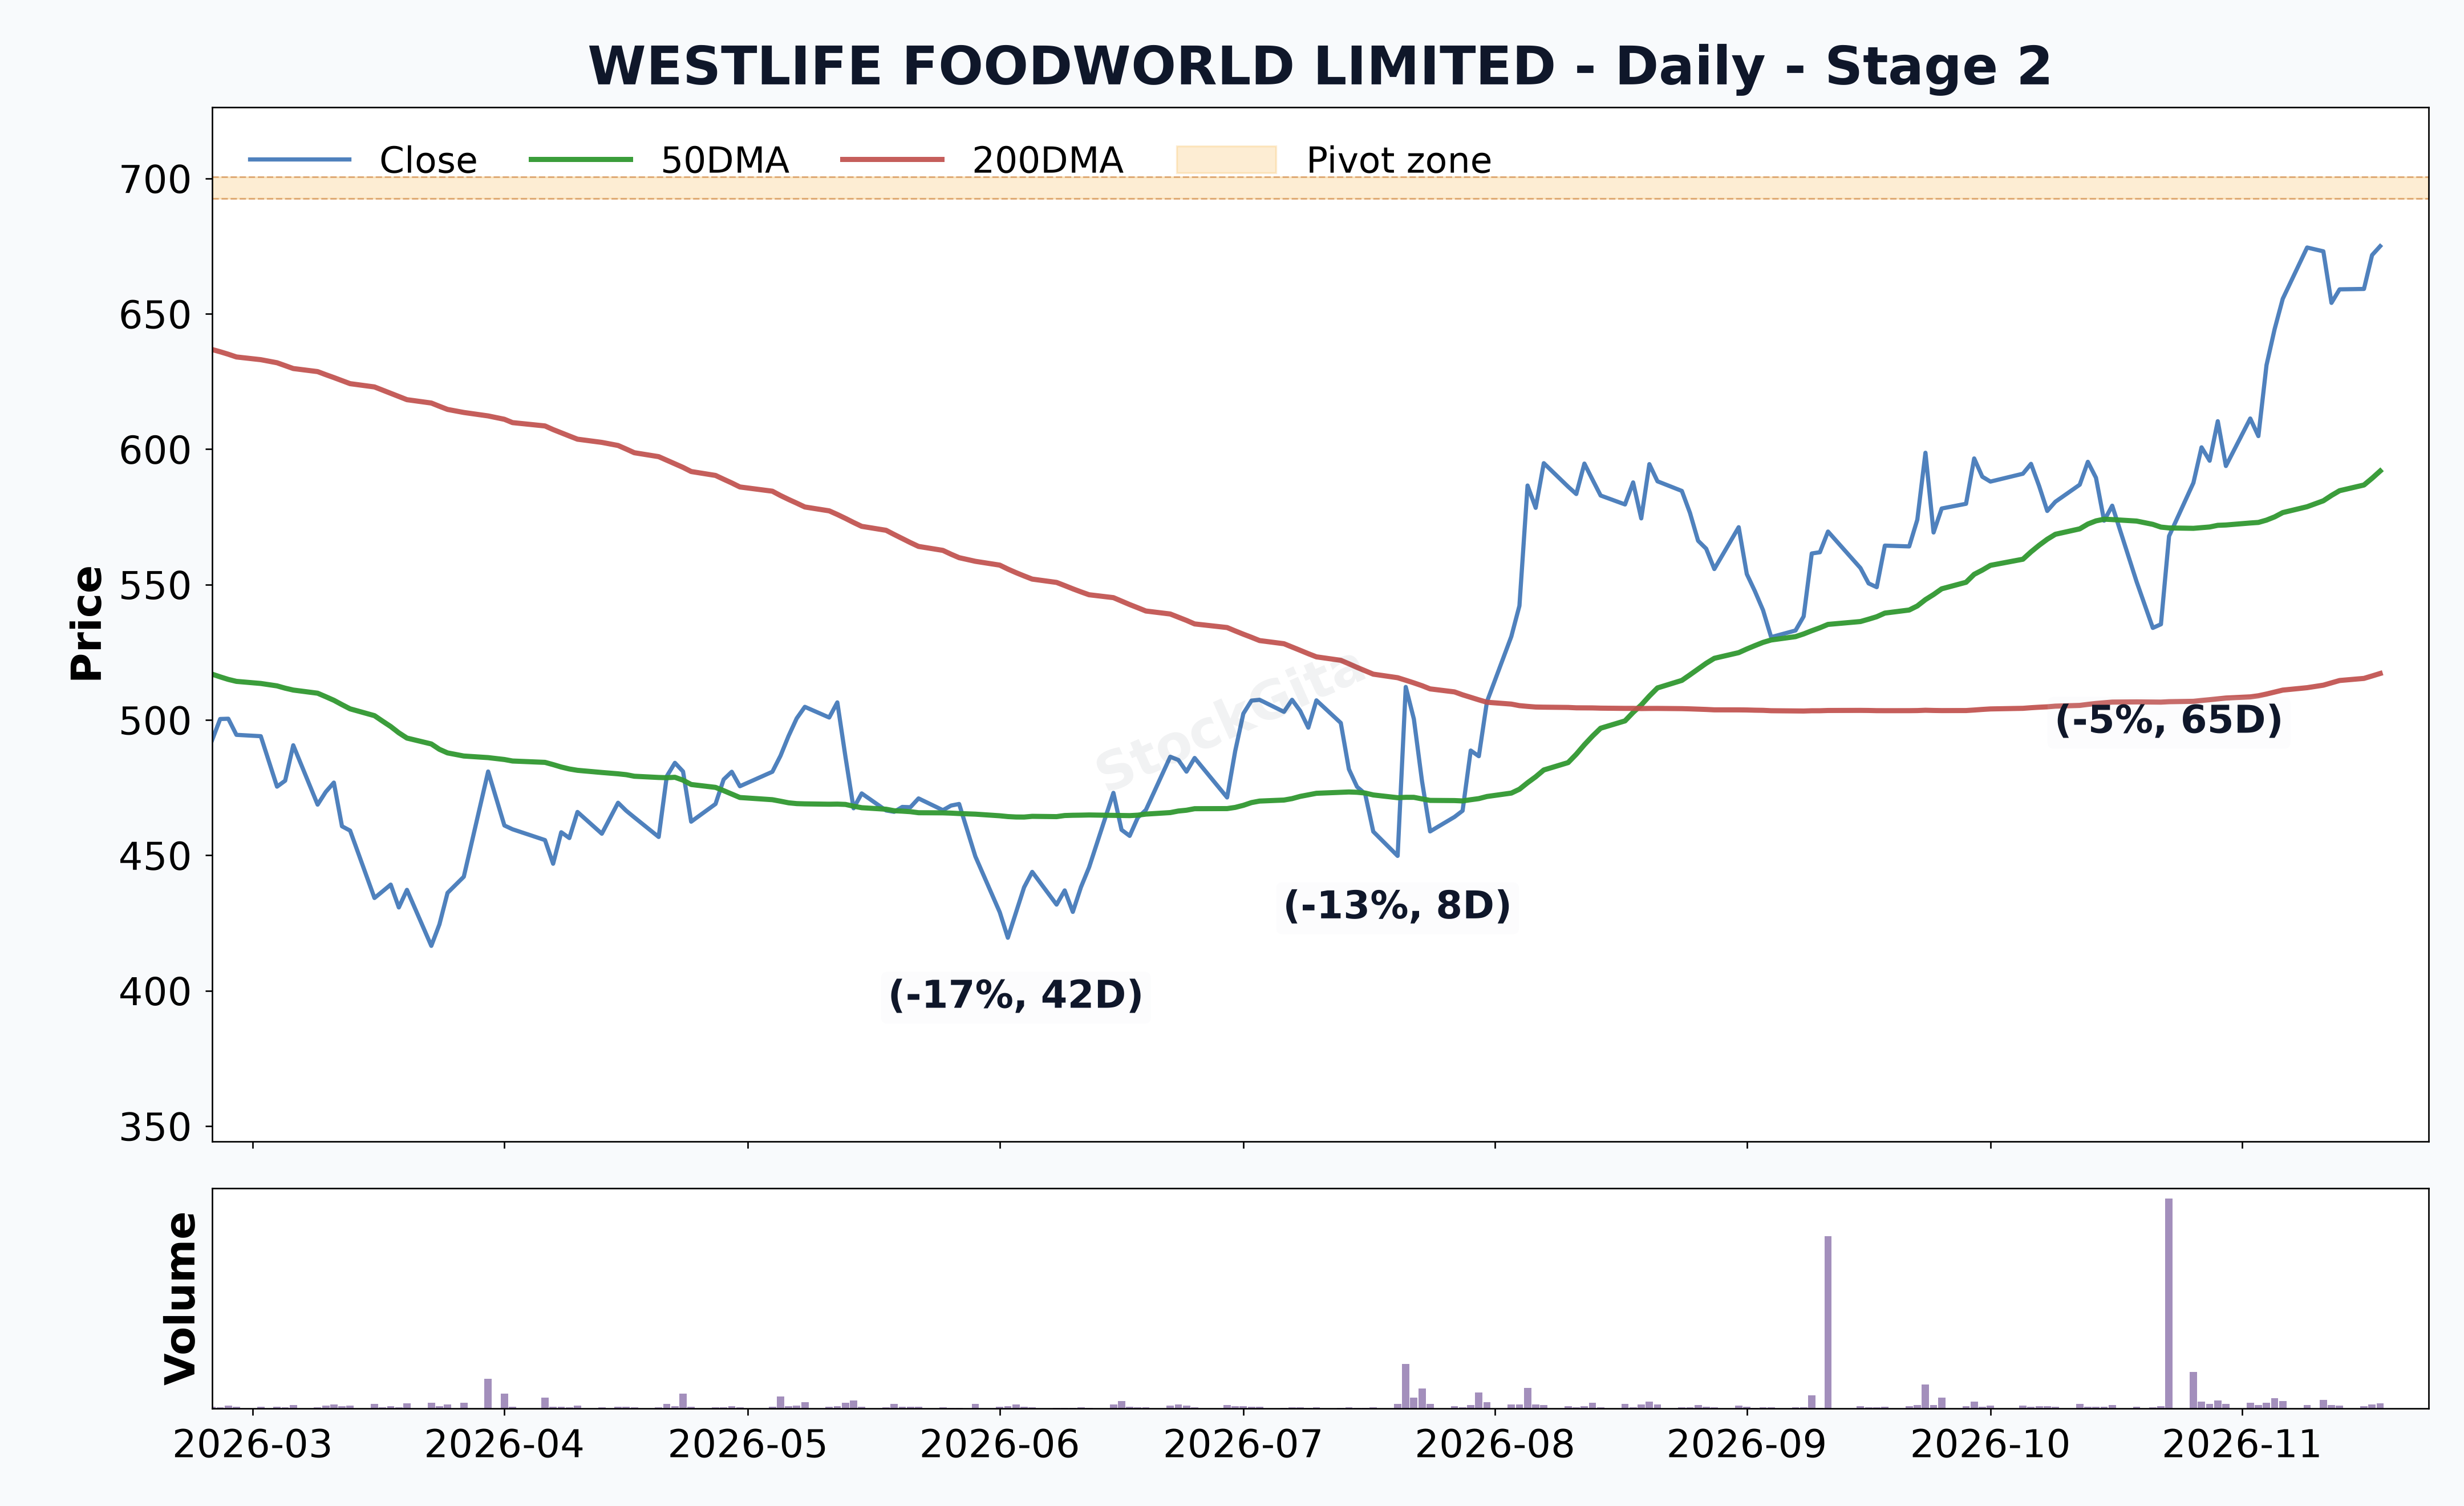 WESTLIFE FOODWORLD LIMITED - Daily - Stage 2
Close 50DMA 200DMA Pivot zone
Price
700
650
600
550
500
450
400
350
StockGita
(-17%, 42D)
(-13%, 8D)
(-5%, 65D)
Volume
2026-03 2026-04 2026-05 2026-06 2026-07 2026-08 2026-09 2026-10 2026-11